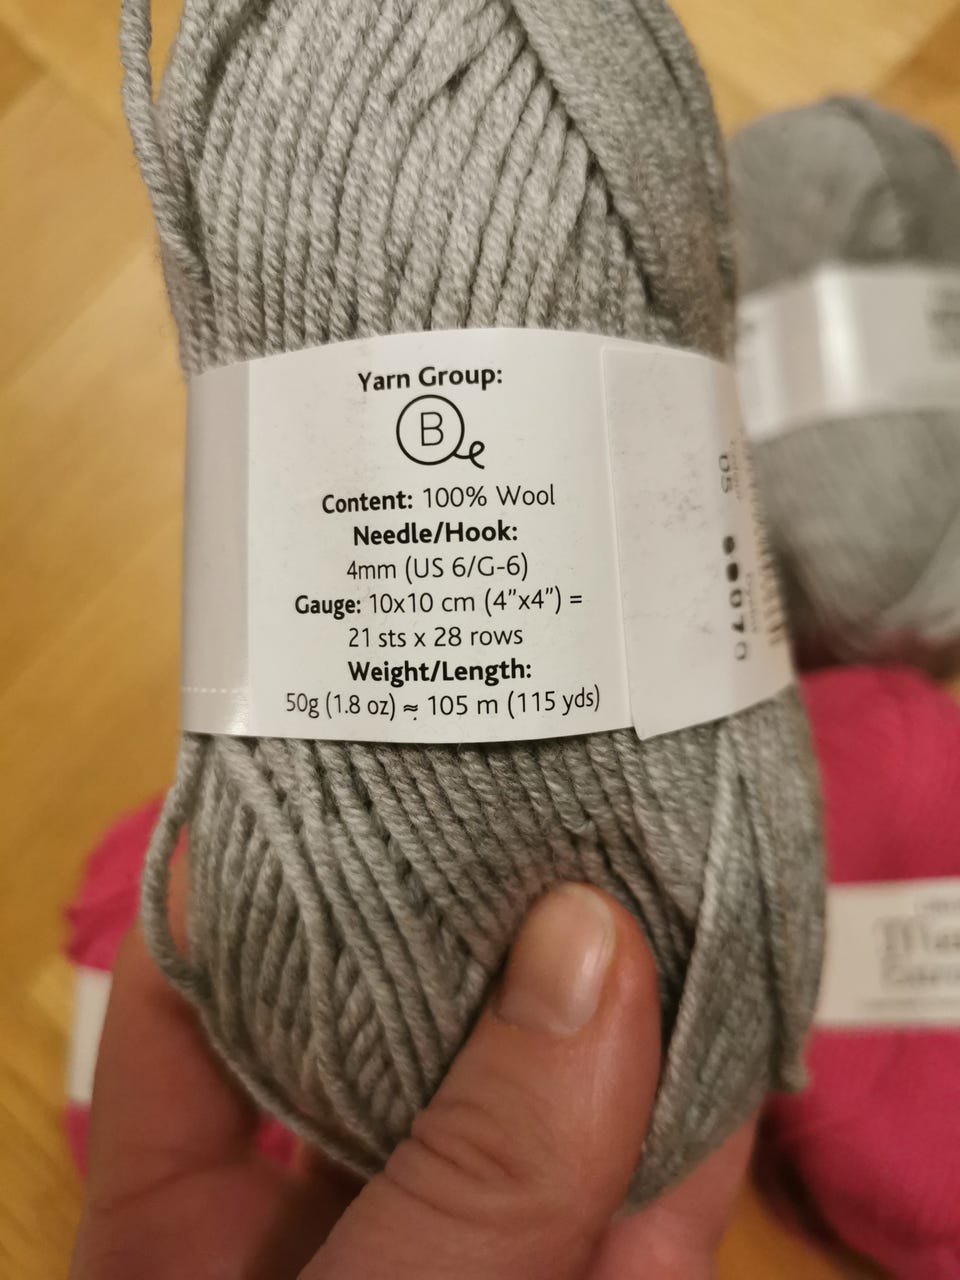 Yarn Group:
B
Content: 100% Wool
Needle/Hook:
4mm (US 6/G-6)
Gauge: 10x10 cm (4”x4”) =
21 sts x 28 rows
Weight/Length:
50g (1.8 oz) ≈ 105 m (115 yds)
05